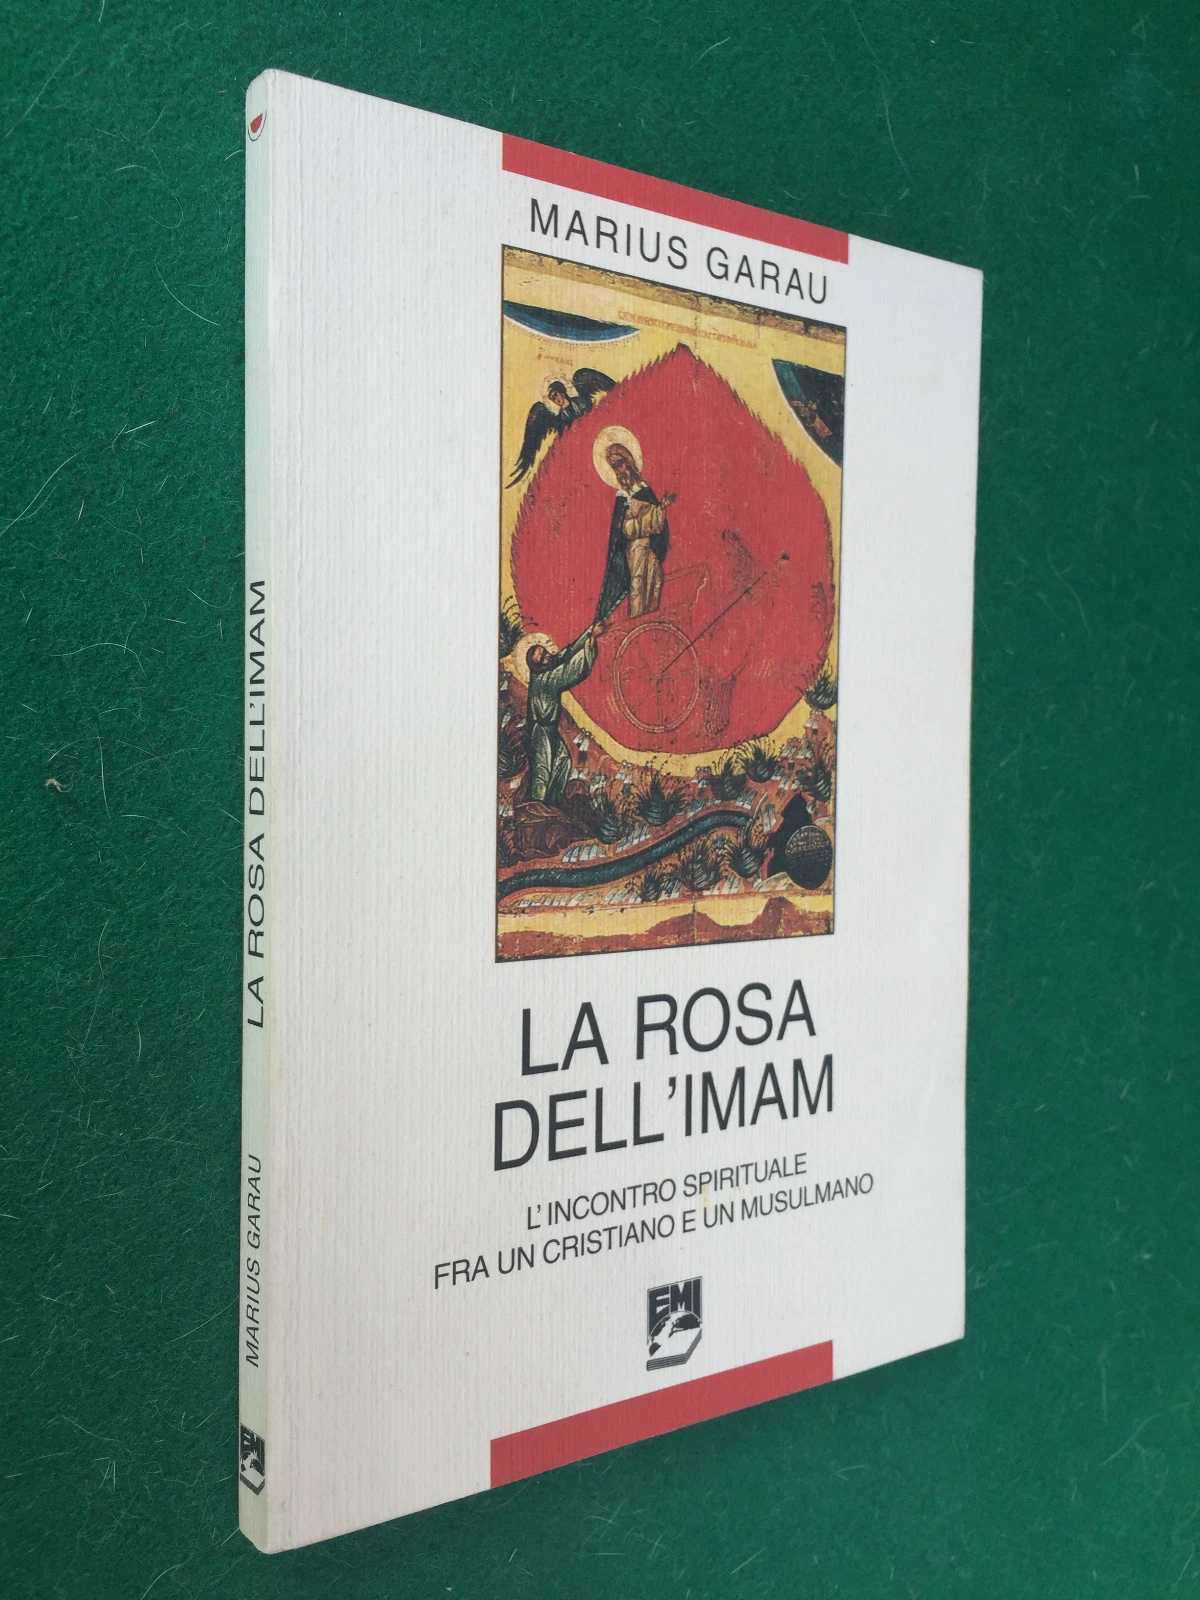 MARIUS GARAU
LA ROSA
DELL'IMAM
L'INCONTRO SPIRITUALE
FRA UN CRISTIANO E UN MUSULMANO
EMI
LA ROSA DELL'IMAM
MARIUS GARAU
EMI